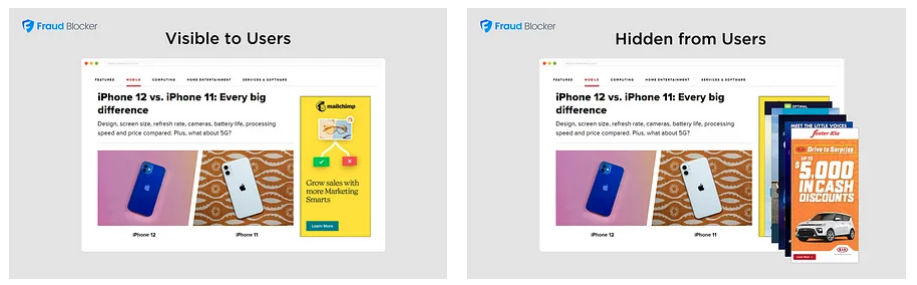 Fraud Blocker
Visible to Users
FEATURED MOBILE COMPUTING HOME ENTERTAINMENT SERVICES & SOFTWARE
iPhone 12 vs. iPhone 11: Every big
difference
Design, screen size, refresh rate, cameras, battery life, processing
speed and price compared. Plus, what about 5G?
iPhone 12
iPhone 11
mailchimp
Grow sales with
more Marketing
Smarts
Learn More
Fraud Blocker
Hidden from Users
FEATURED MOBILE COMPUTING HOME ENTERTAINMENT SERVICES & SOFTWARE
iPhone 12 vs. iPhone 11: Every big
difference
Design, screen size, refresh rate, cameras, battery life, processing
speed and price compared. Plus, what about 5G?
iPhone 12
iPhone 11
MEET THE LITTLE VOICES
KIA Drive to Surprise
UP TO
$5,000
IN CASH
DISCOUNTS
KIA
Learn More